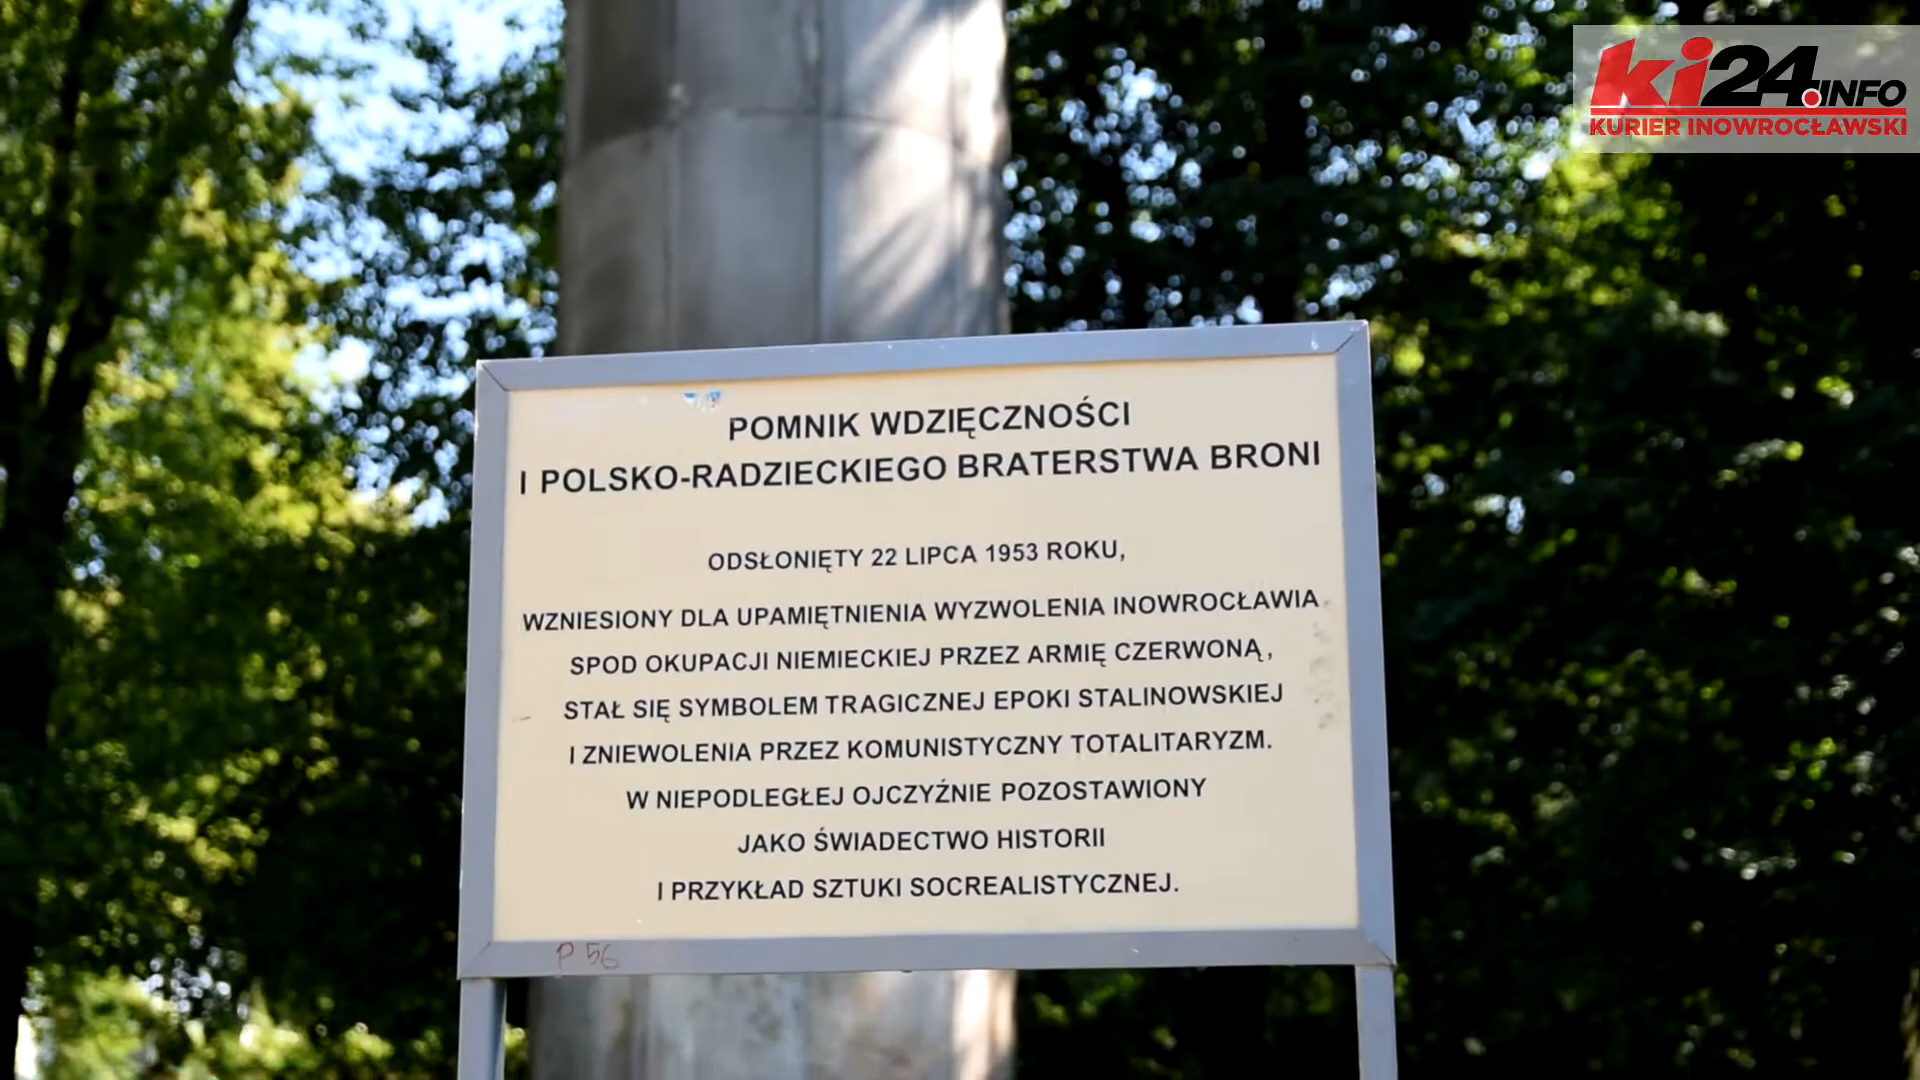 ki24.INFO
KURIER INOWROCŁAWSKI
POMNIK WDZIĘCZNOŚCI
I POLSKO-RADZIECKIEGO BRATERSTWA BRONI
ODSŁONIĘTY 22 LIPCA 1953 ROKU,
WZNIESIONY DLA UPAMIĘTNIENIA WYZWOLENIA INOWROCŁAWIA
SPOD OKUPACJI NIEMIECKIEJ PRZEZ ARMIĘ CZERWONĄ,
STAŁ SIĘ SYMBOLEM TRAGICZNEJ EPOKI STALINOWSKIEJ
I ZNIEWOLENIA PRZEZ KOMUNISTYCZNY TOTALITARYZM.
W NIEPODLEGŁEJ OJCZYŹNIE POZOSTAWIONY
JAKO ŚWIADECTWO HISTORII
I PRZYKŁAD SZTUKI SOCREALISTYCZNEJ.
P 56